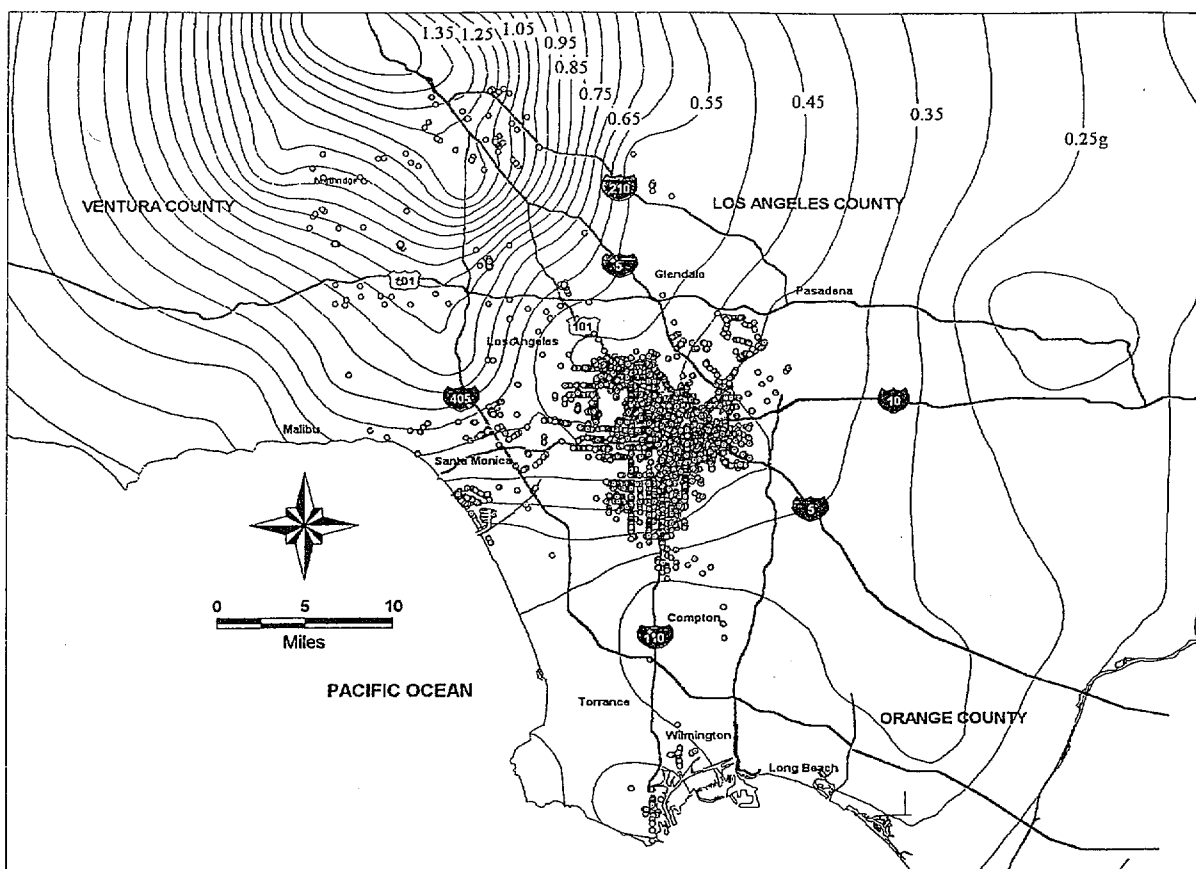 1.35 1.25 1.05
0.95
0.85
0.75
0.65
0.55
0.45
0.35
0.25g
Northridge
210
VENTURA COUNTY
LOS ANGELES COUNTY
5
Glendale
101
Pasadena
101
Los Angeles
405
10
Malibu
Santa Monica
5
0 5 10
Miles
Compton
110
PACIFIC OCEAN
Torrance
ORANGE COUNTY
Wilmington
Long Beach